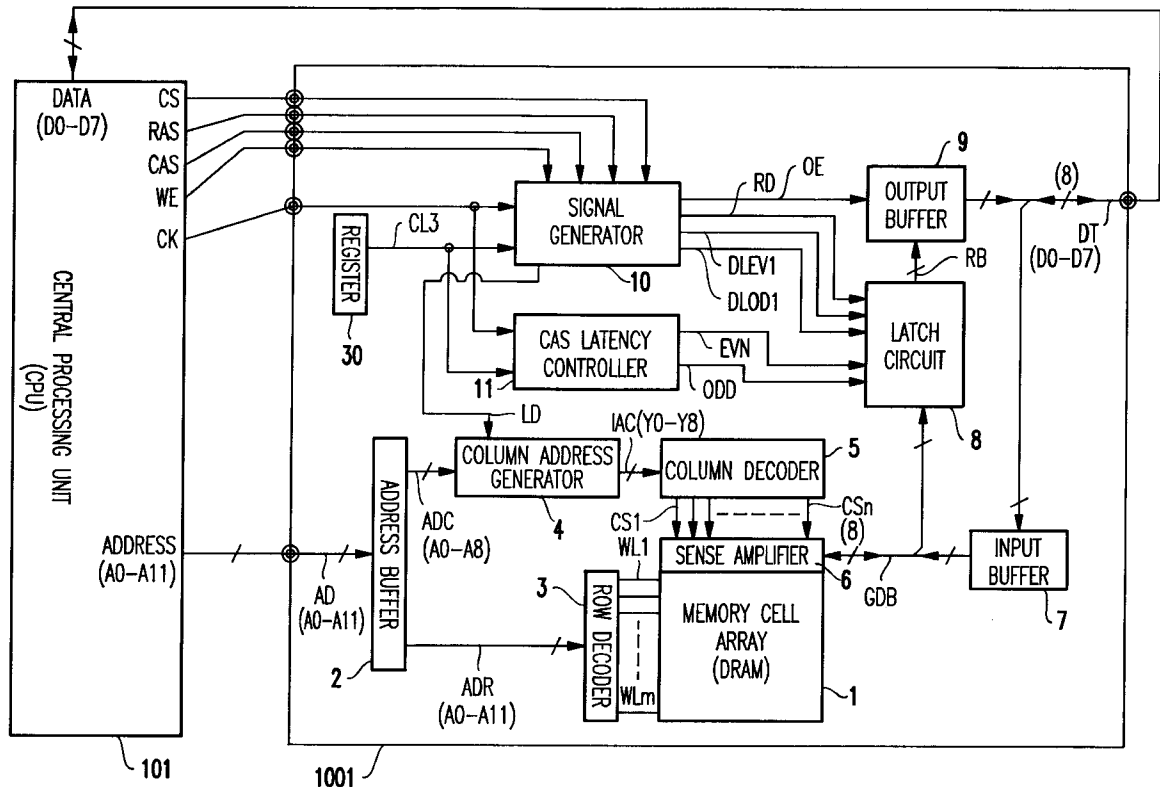 DATA
(D0-D7)
CS
RAS
CAS
WE
CK
CENTRAL PROCESSING UNIT
(CPU)
ADDRESS
(A0-A11)
101
1001
REGISTER
30
CL3
SIGNAL
GENERATOR
10
RD
OE
DLEV1
DLOD1
9
OUTPUT
BUFFER
RB
(8)
DT
(D0-D7)
CAS LATENCY
CONTROLLER
11
EVN
ODD
LATCH
CIRCUIT
8
LD
IAC(Y0-Y8)
COLUMN ADDRESS
GENERATOR
4
5
COLUMN DECODER
CS1
CSn
(8)
ADDRESS BUFFER
2
ADC
(A0-A8)
AD
(A0-A11)
ADR
(A0-A11)
3
ROW DECODER
WL1
WLm
SENSE AMPLIFIER
6
GDB
MEMORY CELL
ARRAY
(DRAM)
1
INPUT
BUFFER
7